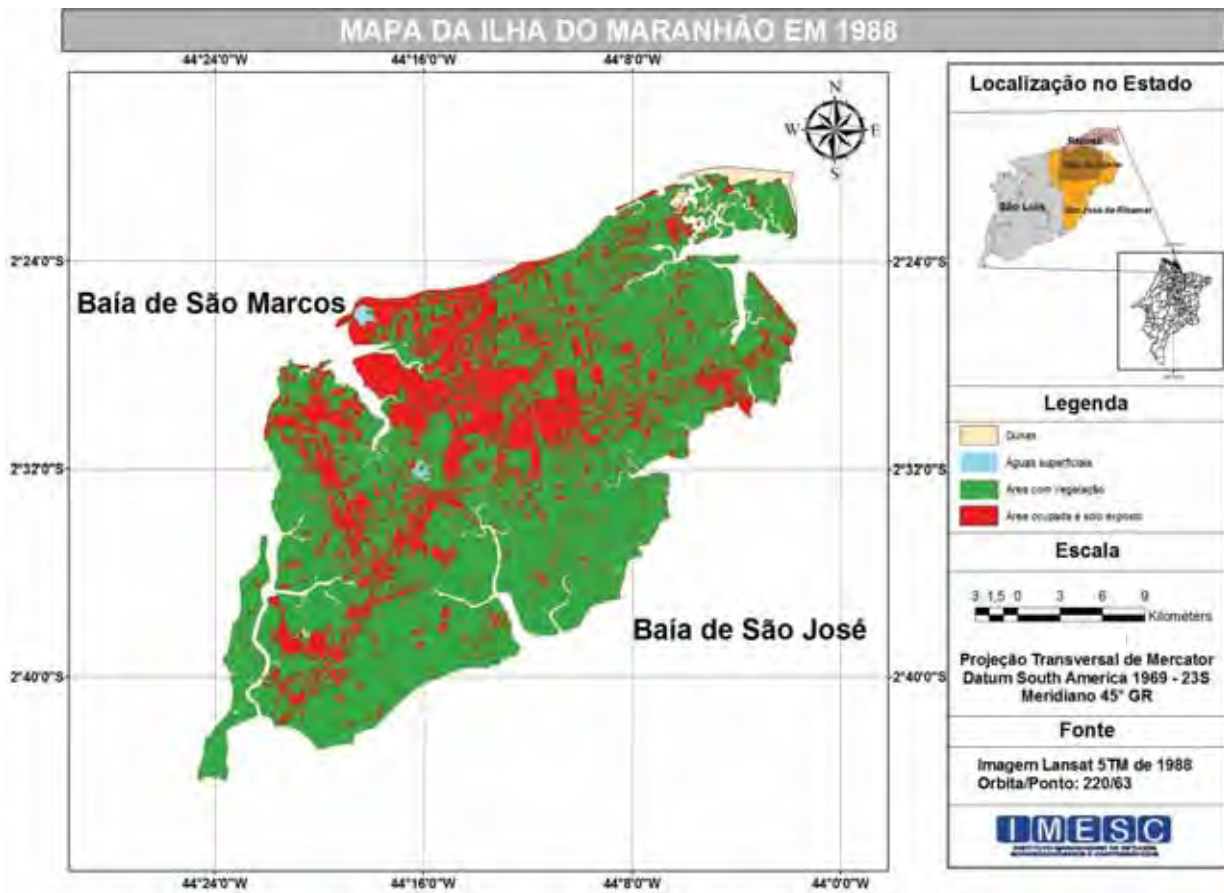 MAPA DA ILHA DO MARANHÃO EM 1988
44°24'0"W 44°16'0"W 44°8'0"W
N
W E
S
2°24'0"S 2°24'0"S
Baía de São Marcos
2°32'0"S 2°32'0"S
Baía de São José
2°40'0"S 2°40'0"S
44°24'0"W 44°16'0"W 44°8'0"W 44°0'0"W
Localização no Estado
São Luís
São José de Ribamar
Legenda
Dunas
Águas superficiais
Área com vegetação
Área ocupada e solo exposto
Escala
3 1,5 0 3 6 9
Kilometers
Projeção Transversal de Mercator
Datum South America 1969 - 23S
Meridiano 45° GR
Fonte
Imagem Lansat 5TM de 1988
Orbita/Ponto: 220/63
IMESC